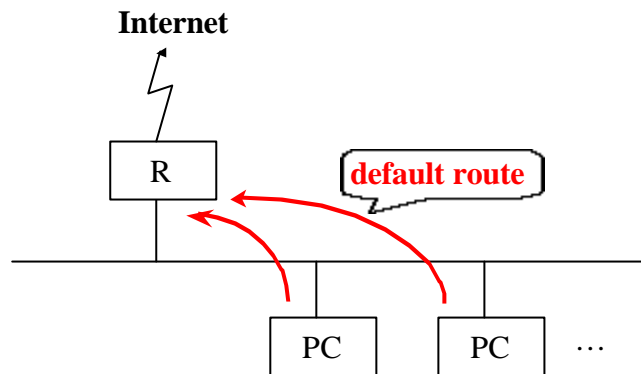 Internet
R
default route
PC
PC
…